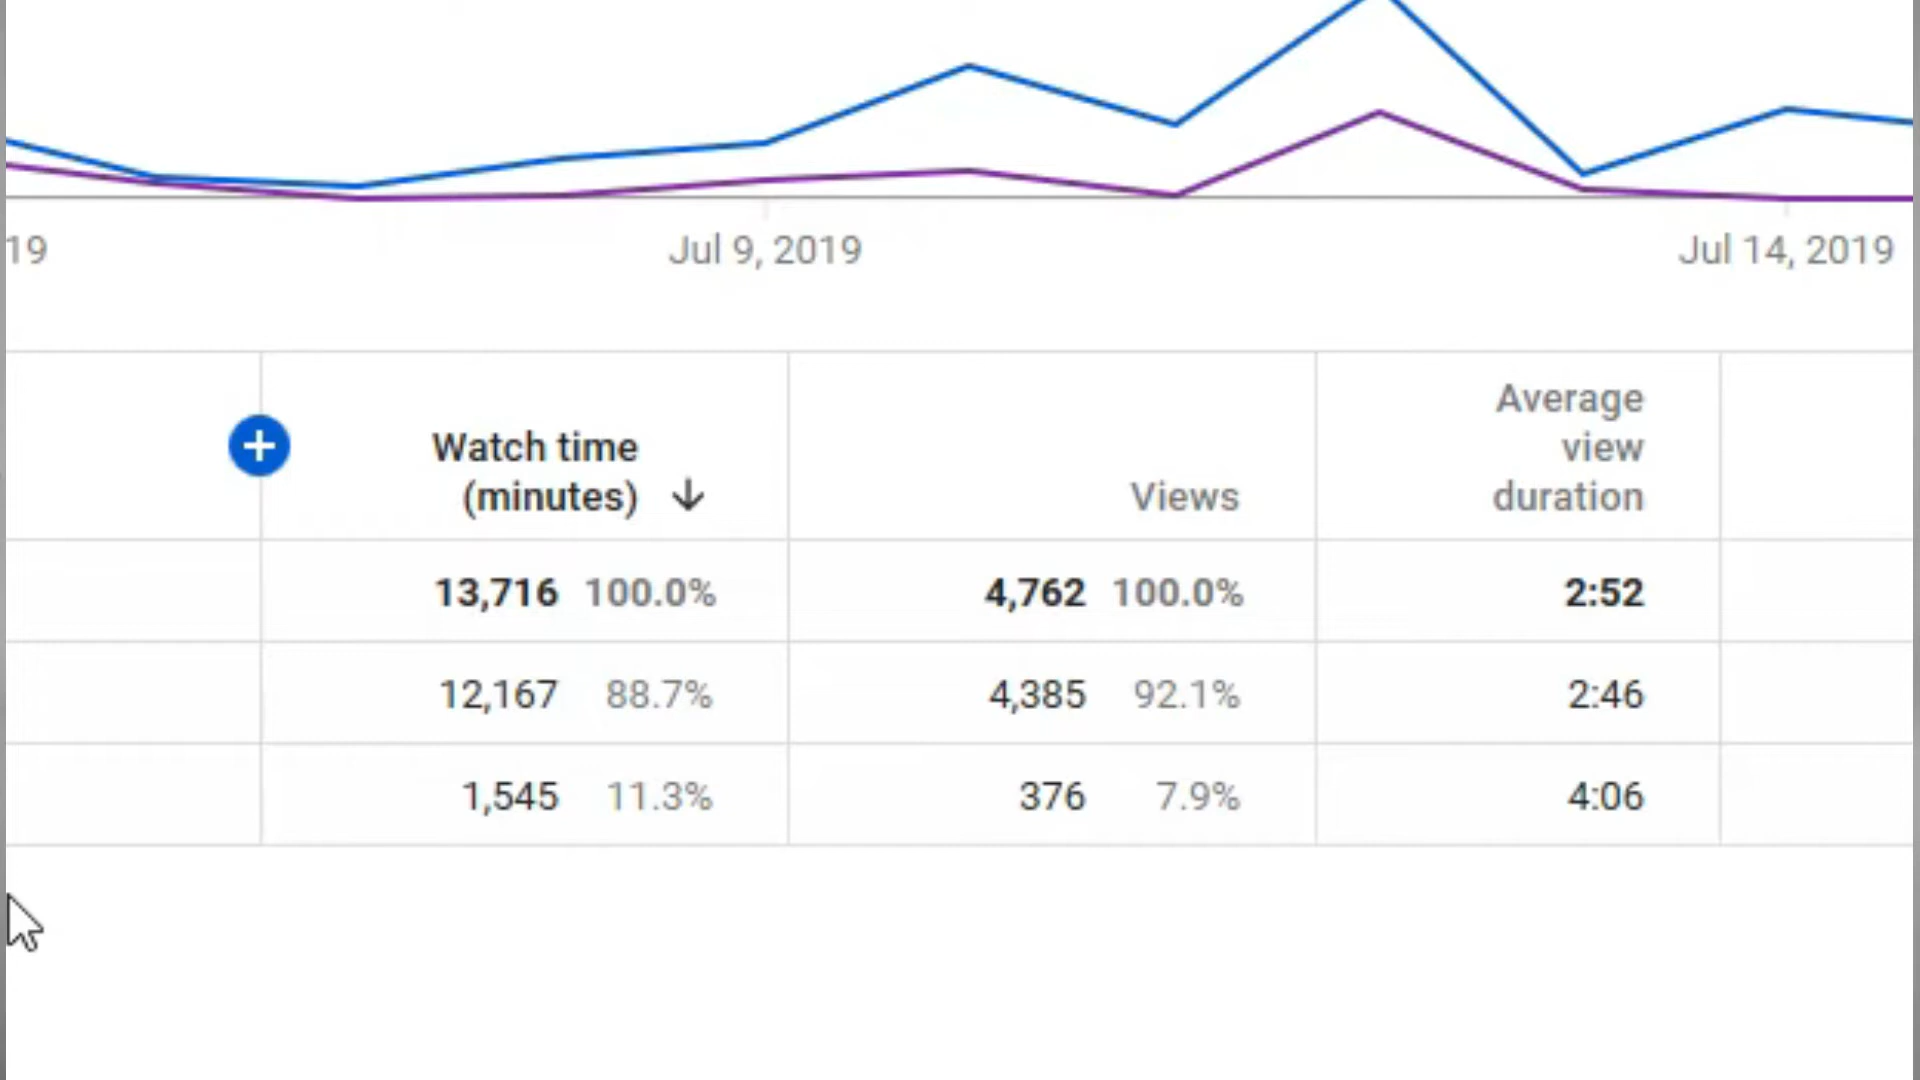 19
Jul 9, 2019
Jul 14, 2019
Watch time
(minutes)
Views
Average
view
duration
13,716 100.0% 4,762 100.0% 2:52
12,167 88.7% 4,385 92.1% 2:46
1,545 11.3% 376 7.9% 4:06